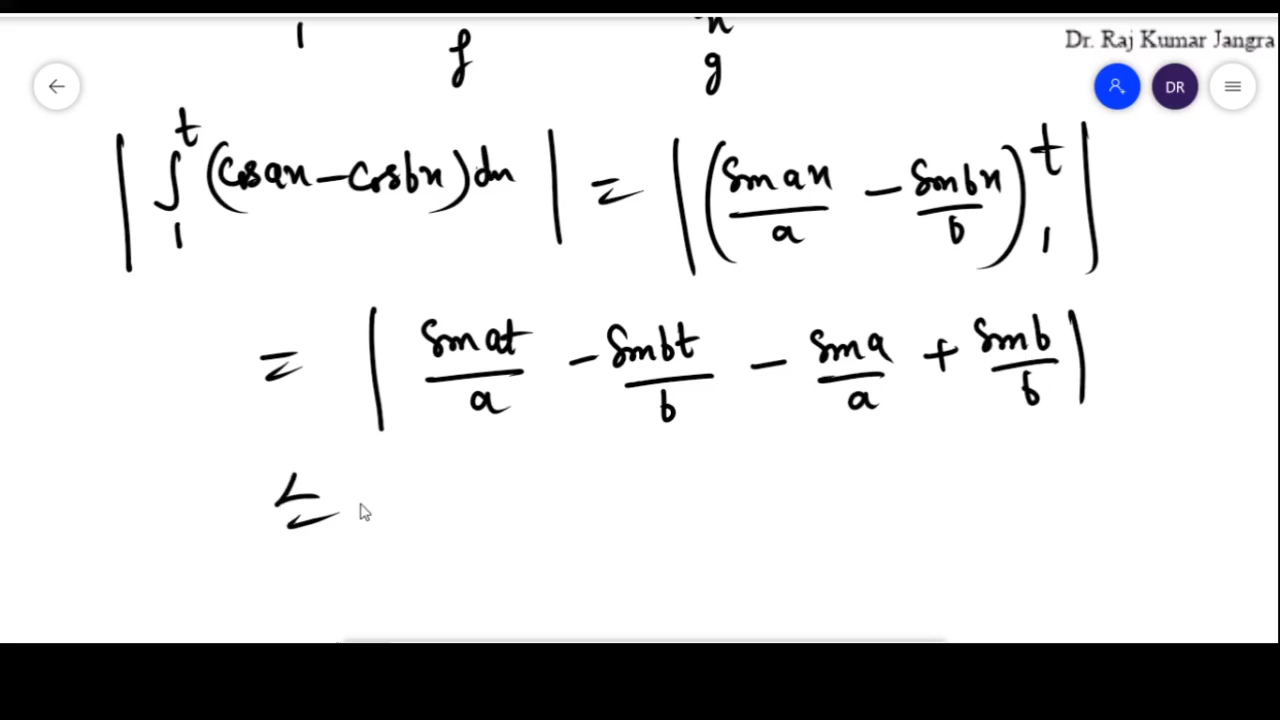 1 f x g
Dr. Raj Kumar Jangra
DR
| ∫₁ᵗ (Cos ax − Cos bx) dx | = | (Sin ax / a − Sin bx / b)₁ᵗ |
= | Sin at / a − Sin bt / b − Sin a / a + Sin b / b |
≤